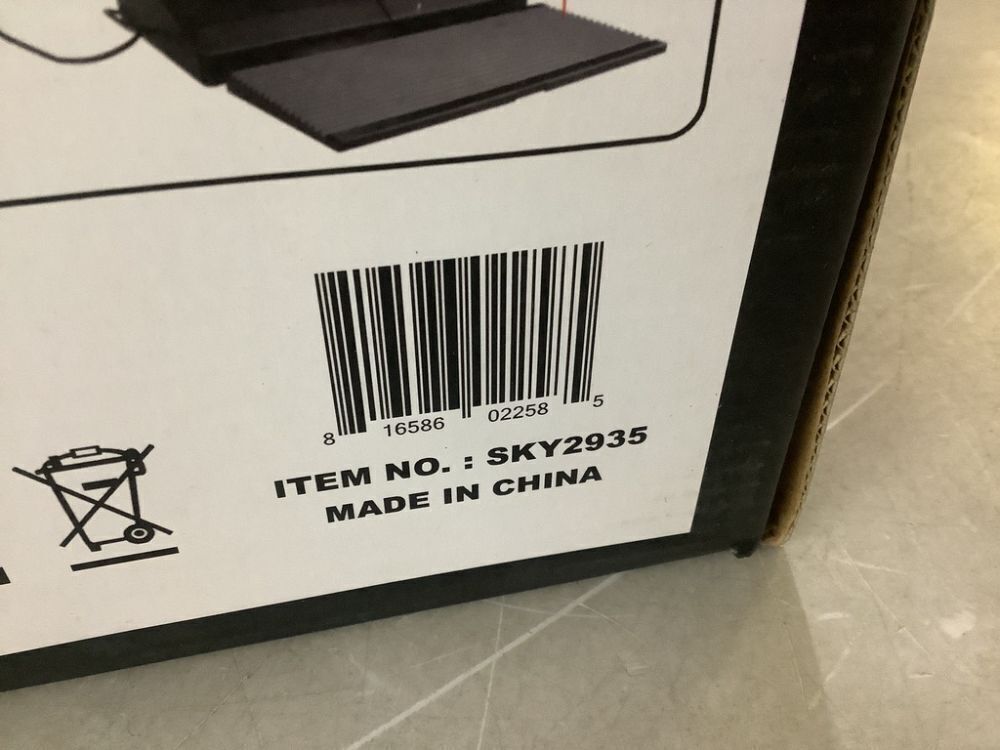 8 16586 02258 5
ITEM NO. : SKY2935
MADE IN CHINA